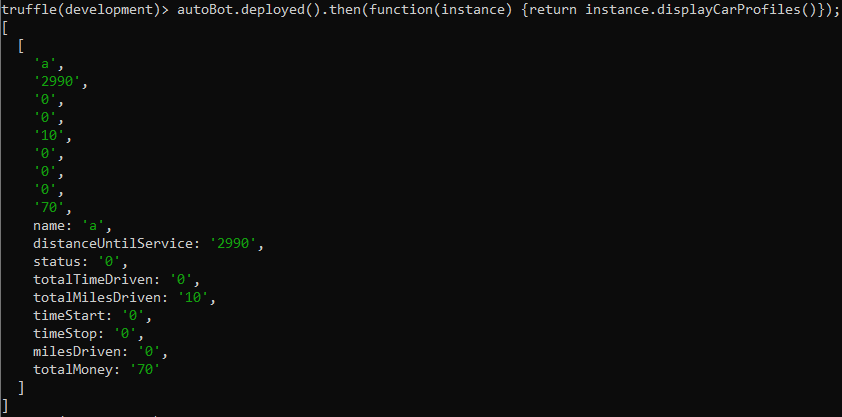 truffle(development)> autoBot.deployed().then(function(instance) {return instance.displayCarProfiles()});
[
  [
    'a',
    '2990',
    '0',
    '0',
    '10',
    '0',
    '0',
    '0',
    '70',
    name: 'a',
    distanceUntilService: '2990',
    status: '0',
    totalTimeDriven: '0',
    totalMilesDriven: '10',
    timeStart: '0',
    timeStop: '0',
    milesDriven: '0',
    totalMoney: '70'
  ]
]